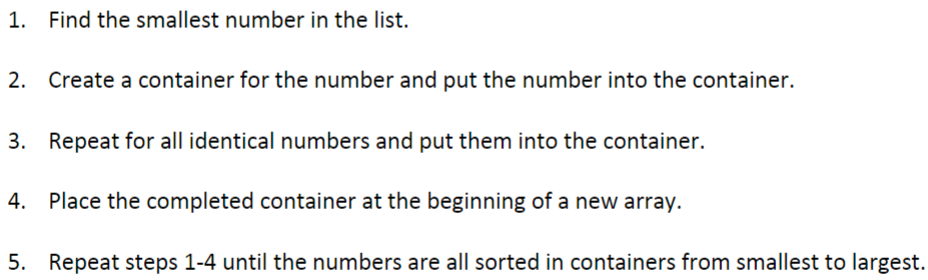 1. Find the smallest number in the list.
2. Create a container for the number and put the number into the container.
3. Repeat for all identical numbers and put them into the container.
4. Place the completed container at the beginning of a new array.
5. Repeat steps 1-4 until the numbers are all sorted in containers from smallest to largest.